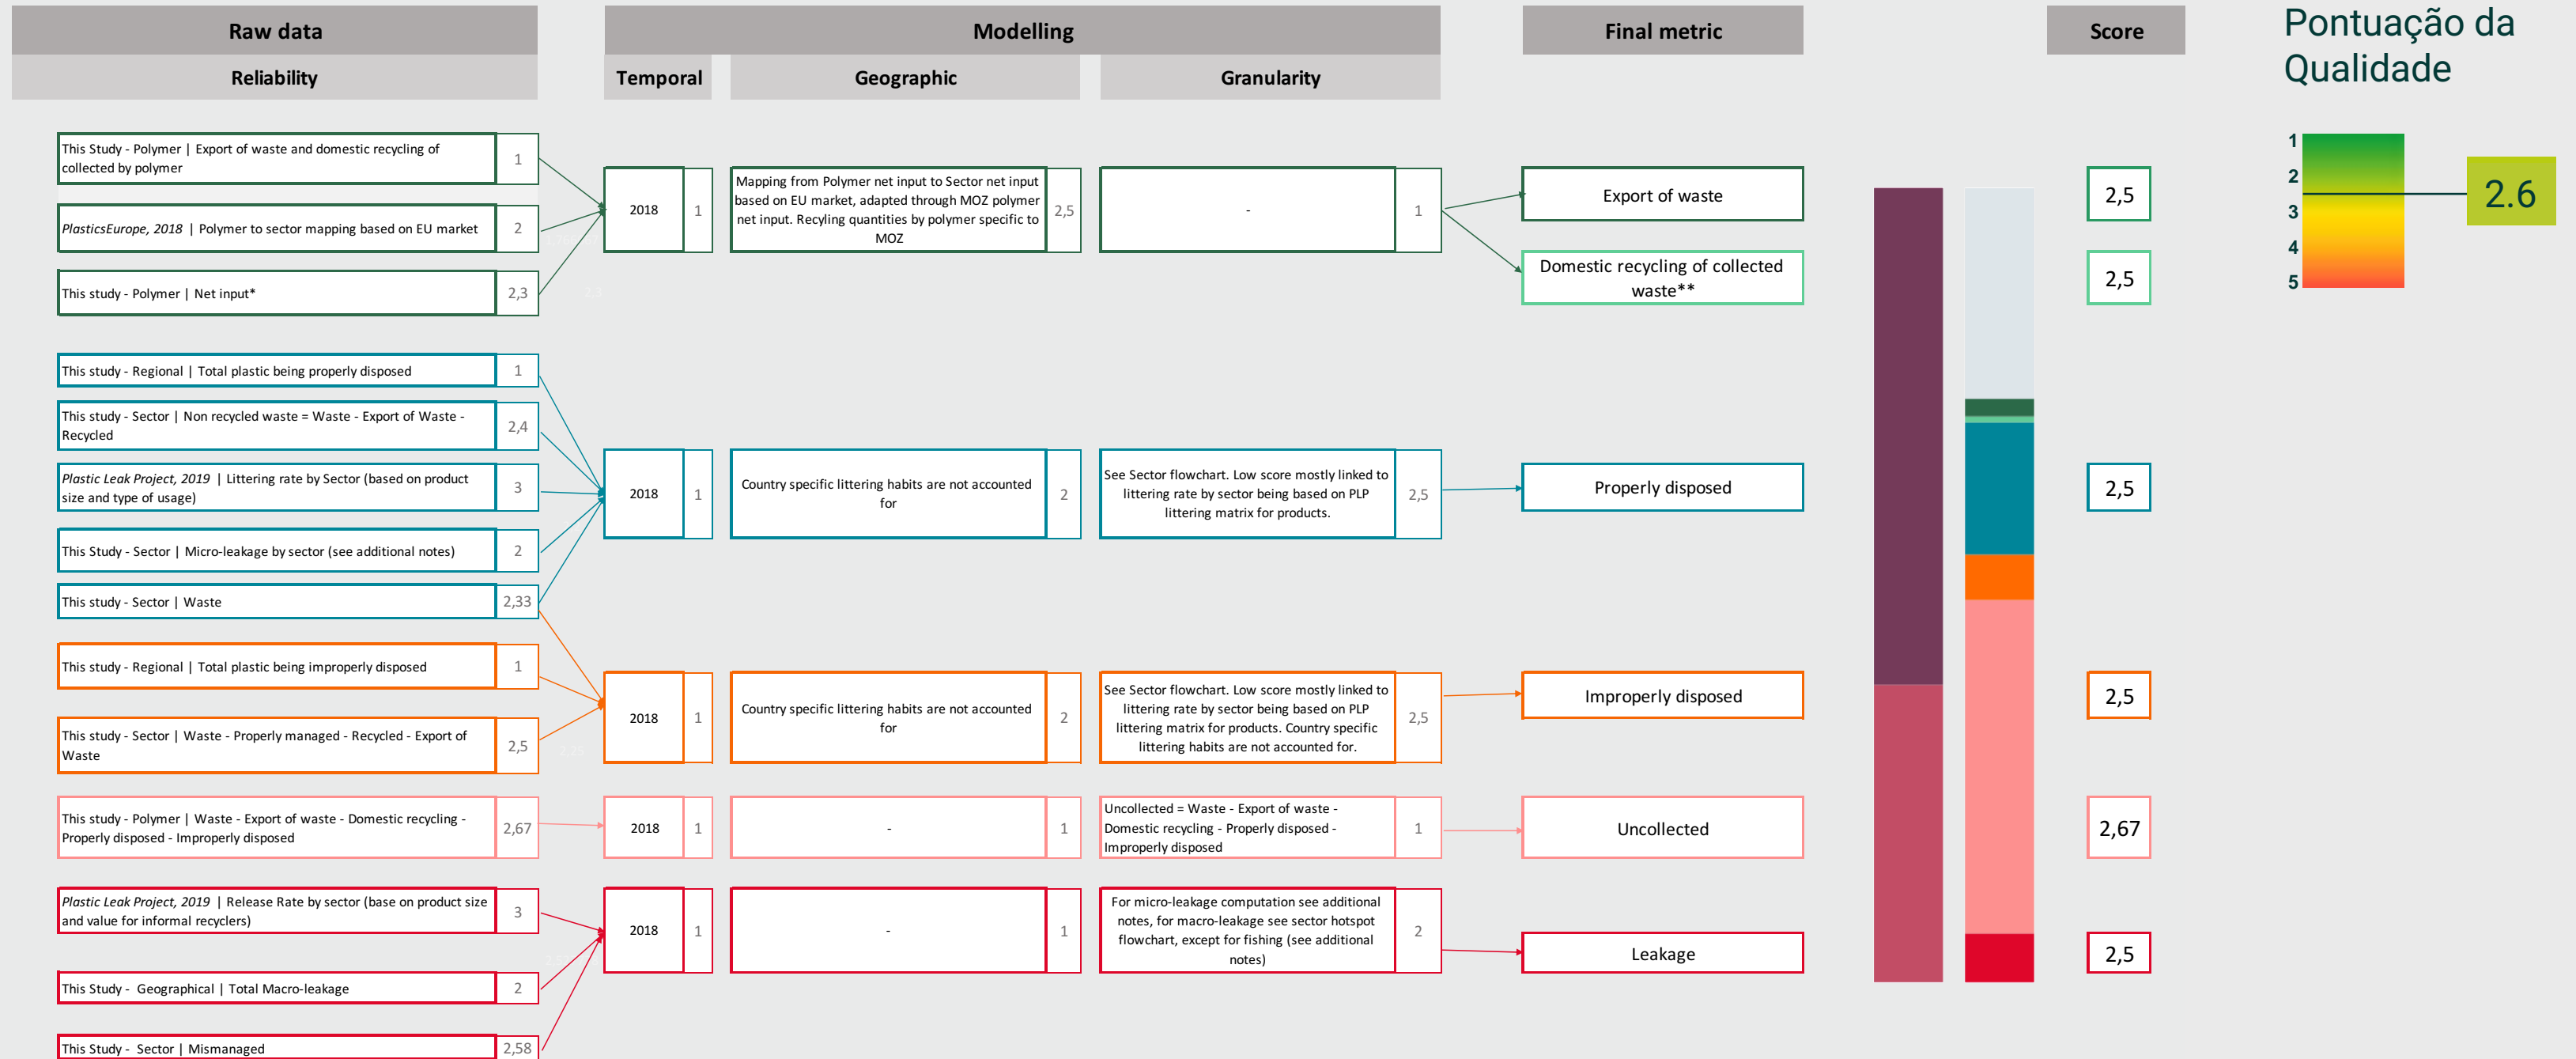 Raw data
Modelling
Final metric
Score
Pontuação da
Qualidade
Reliability
Temporal
Geographic
Granularity
1
2
3
4
5
2.6
This Study - Polymer | Export of waste and domestic recycling of
collected by polymer
1
PlasticsEurope, 2018 | Polymer to sector mapping based on EU market
2
This study - Polymer | Net input*
2,3
2018
1
Mapping from Polymer net input to Sector net input
based on EU market, adapted through MOZ polymer
net input. Recyling quantities by polymer specific to
MOZ
2,5
-
1
Export of waste
2,5
Domestic recycling of collected
waste**
2,5
2,3
This study - Regional | Total plastic being properly disposed
1
This study - Sector | Non recycled waste = Waste - Export of Waste -
Recycled
2,4
Plastic Leak Project, 2019 | Littering rate by Sector (based on product
size and type of usage)
3
This Study - Sector | Micro-leakage by sector (see additional notes)
2
This study - Sector | Waste
2,33
2018
1
Country specific littering habits are not accounted
for
2
See Sector flowchart. Low score mostly linked to
littering rate by sector being based on PLP
littering matrix for products.
2,5
Properly disposed
2,5
This study - Regional | Total plastic being improperly disposed
1
This study - Sector | Waste - Properly managed - Recycled - Export of
Waste
2,5
2,25
2018
1
Country specific littering habits are not accounted
for
2
See Sector flowchart. Low score mostly linked to
littering rate by sector being based on PLP
littering matrix for products. Country specific
littering habits are not accounted for.
2,5
Improperly disposed
2,5
This study - Polymer | Waste - Export of waste - Domestic recycling -
Properly disposed - Improperly disposed
2,67
2018
1
-
1
Uncollected = Waste - Export of waste -
Domestic recycling - Properly disposed -
Improperly disposed
1
Uncollected
2,67
Plastic Leak Project, 2019 | Release Rate by sector (base on product size
and value for informal recyclers)
3
This Study -  Geographical | Total Macro-leakage
2
This Study -  Sector | Mismanaged
2,58
2018
1
-
1
For micro-leakage computation see additional
notes, for macro-leakage see sector hotspot
flowchart, except for fishing (see additional
notes)
2
Leakage
2,5